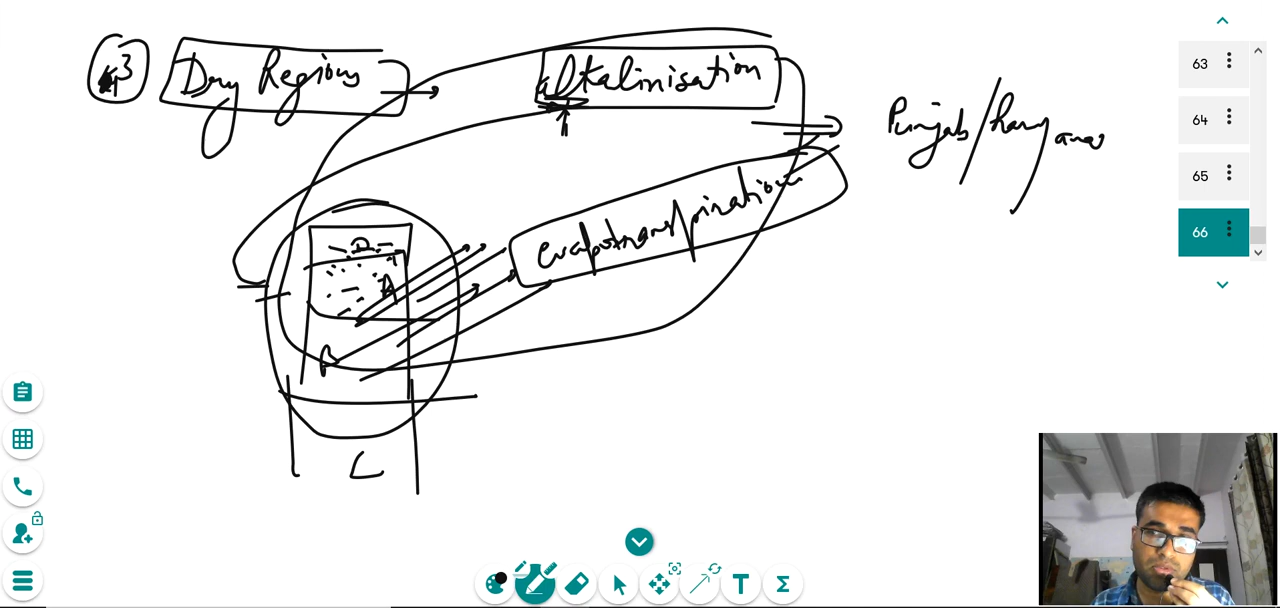 3
Dry Regions
alkalinisation
Punjab/Haryana
evapotranspiration
A
B
C
63
64
65
66
T
Σ